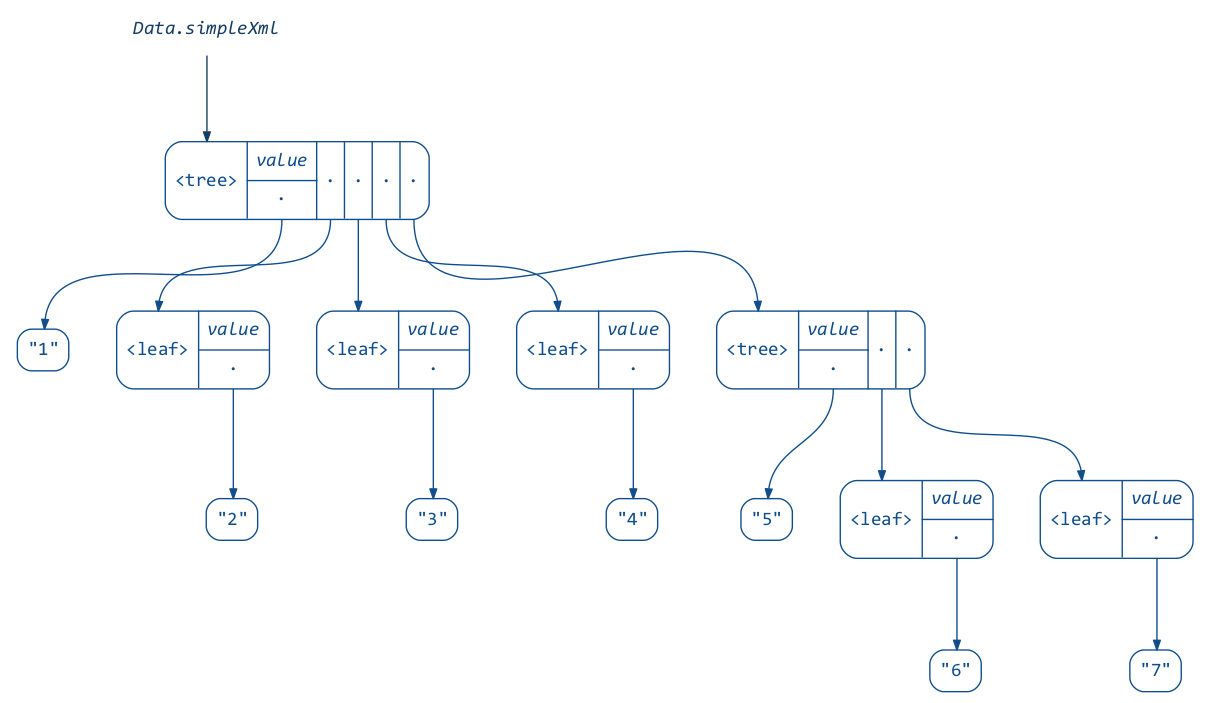 Data.simpleXml
<tree> value . . . . .
"1"
<leaf> value .
<leaf> value .
<leaf> value .
<tree> value . . .
"2"
"3"
"4"
"5"
<leaf> value .
<leaf> value .
"6"
"7"